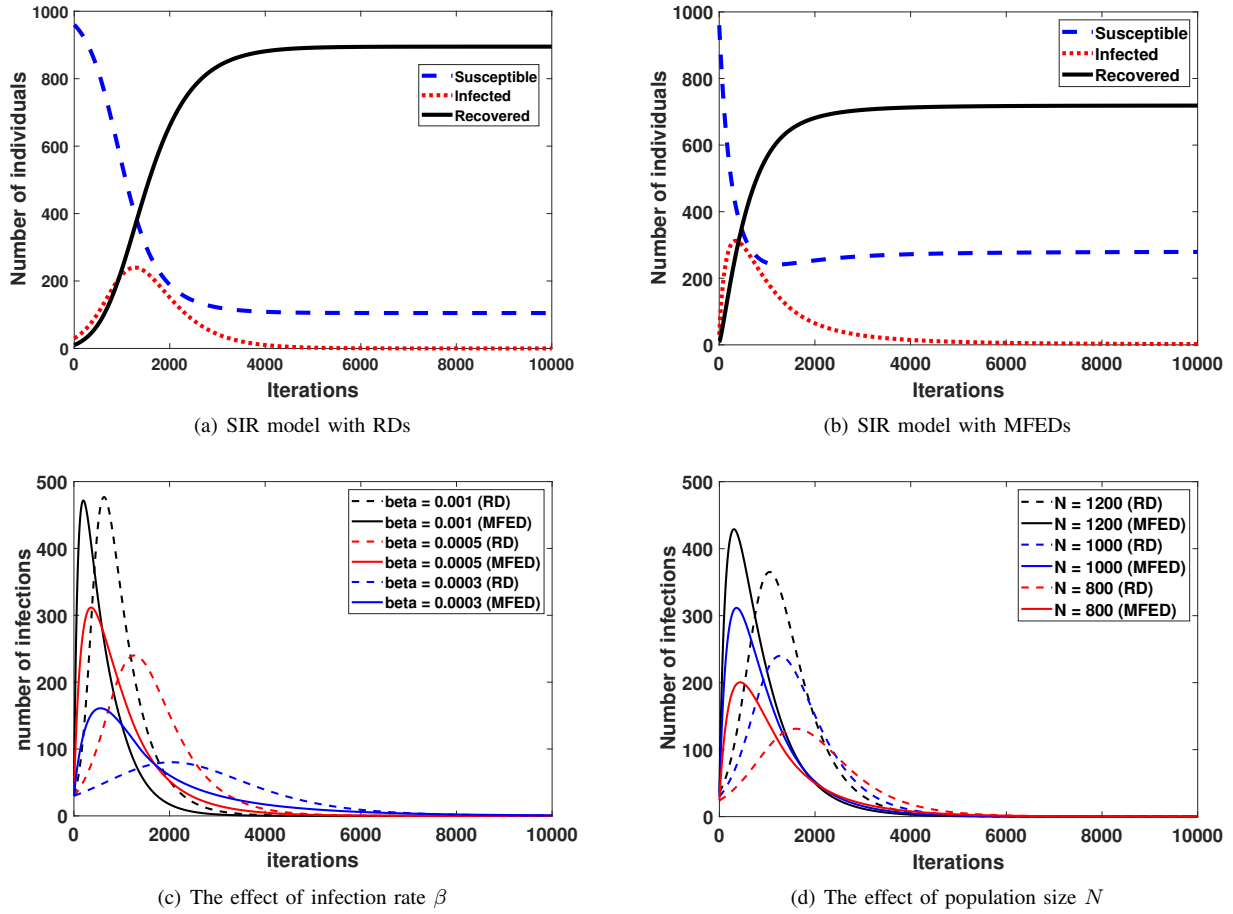 1000
800
600
400
200
0
0
2000
4000
6000
8000
10000
Number of individuals
Iterations
Susceptible
Infected
Recovered
(a) SIR model with RDs
1000
900
800
700
600
500
400
300
200
100
0
0
2000
4000
6000
8000
10000
Number of individuals
Iterations
Susceptible
Infected
Recovered
(b) SIR model with MFEDs
500
400
300
200
100
0
0
2000
4000
6000
8000
10000
number of infections
iterations
beta = 0.001 (RD)
beta = 0.001 (MFED)
beta = 0.0005 (RD)
beta = 0.0005 (MFED)
beta = 0.0003 (RD)
beta = 0.0003 (MFED)
(c) The effect of infection rate β
500
400
300
200
100
0
0
2000
4000
6000
8000
10000
Number of infections
Iterations
N = 1200 (RD)
N = 1200 (MFED)
N = 1000 (RD)
N = 1000 (MFED)
N = 800 (RD)
N = 800 (MFED)
(d) The effect of population size N